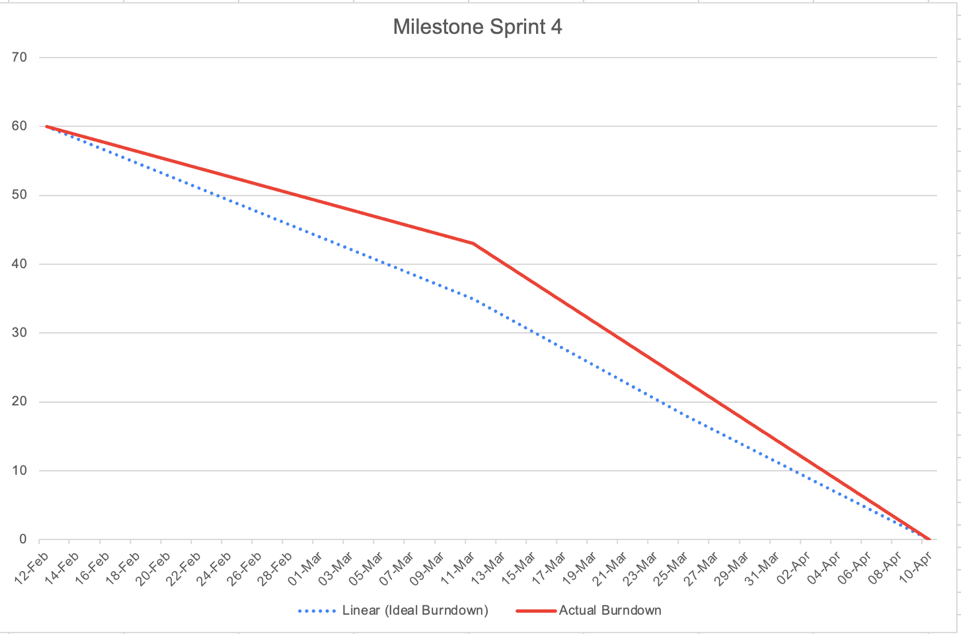 Milestone Sprint 4
70
60
50
40
30
20
10
0
12-Feb 14-Feb 16-Feb 18-Feb 20-Feb 22-Feb 24-Feb 26-Feb 28-Feb 01-Mar 03-Mar 05-Mar 07-Mar 09-Mar 11-Mar 13-Mar 15-Mar 17-Mar 19-Mar 21-Mar 23-Mar 25-Mar 27-Mar 29-Mar 31-Mar 02-Apr 04-Apr 06-Apr 08-Apr 10-Apr
Linear (Ideal Burndown) Actual Burndown